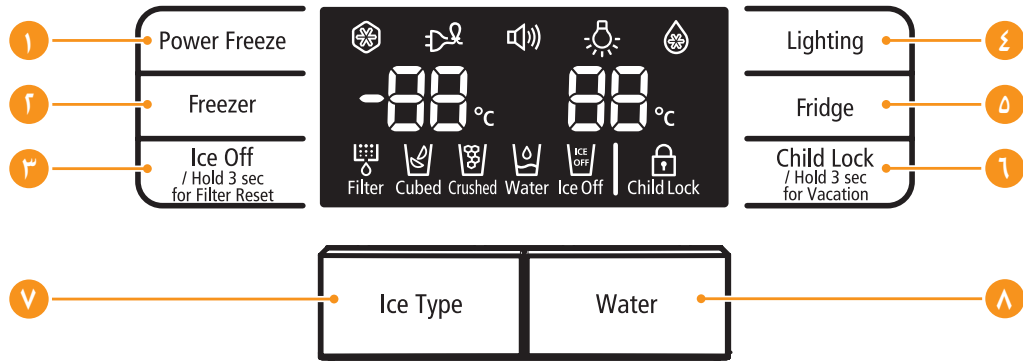 ١ Power Freeze
-88 °C 88 °C
Lighting ٤
٢ Freezer
Fridge ٥
٣ Ice Off
/ Hold 3 sec
for Filter Reset
ICE OFF
Filter Cubed Crushed Water Ice Off Child Lock
Child Lock ٦
/ Hold 3 sec
for Vacation
٧ Ice Type
Water ٨